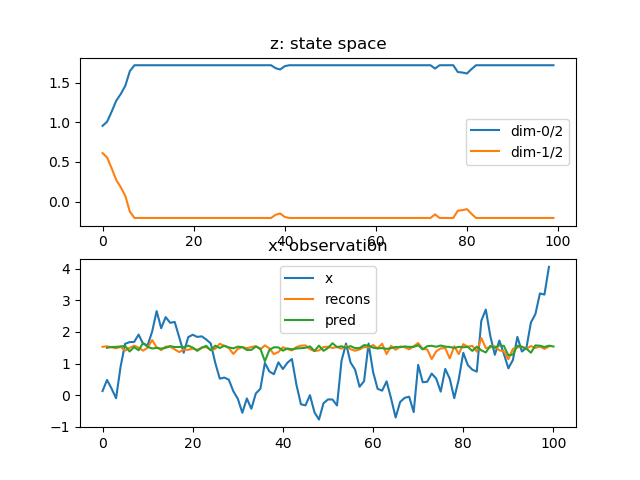 z: state space
1.5
1.0
0.5
0.0
dim-0/2
dim-1/2
0 20 40 60 80 100
x: observation
4
3
2
1
0
−1
x
recons
pred
0 20 40 60 80 100